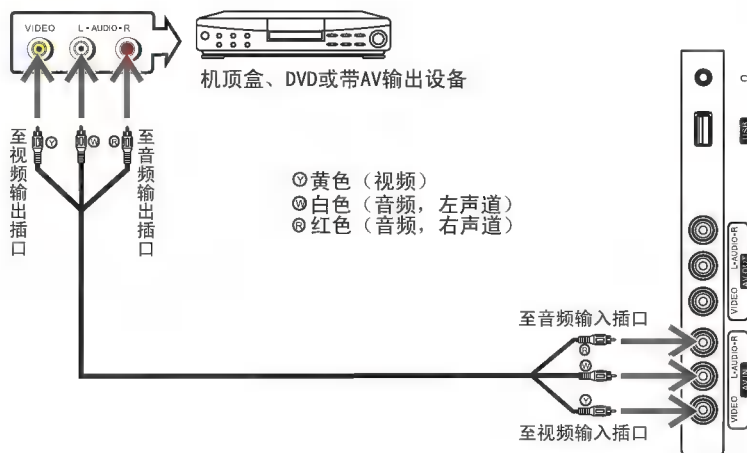 VIDEO L-AUDIO-R
机顶盒、DVD或带AV输出设备
至视频输出插口
Ⓨ Ⓦ Ⓡ
至音频输出插口
Ⓨ黄色（视频）
Ⓦ白色（音频，左声道）
Ⓡ红色（音频，右声道）
L-AUDIO-R
VIDEO
至音频输入插口
Ⓡ
Ⓦ
Ⓨ
至视频输入插口
L-AUDIO-R
VIDEO
AV IN